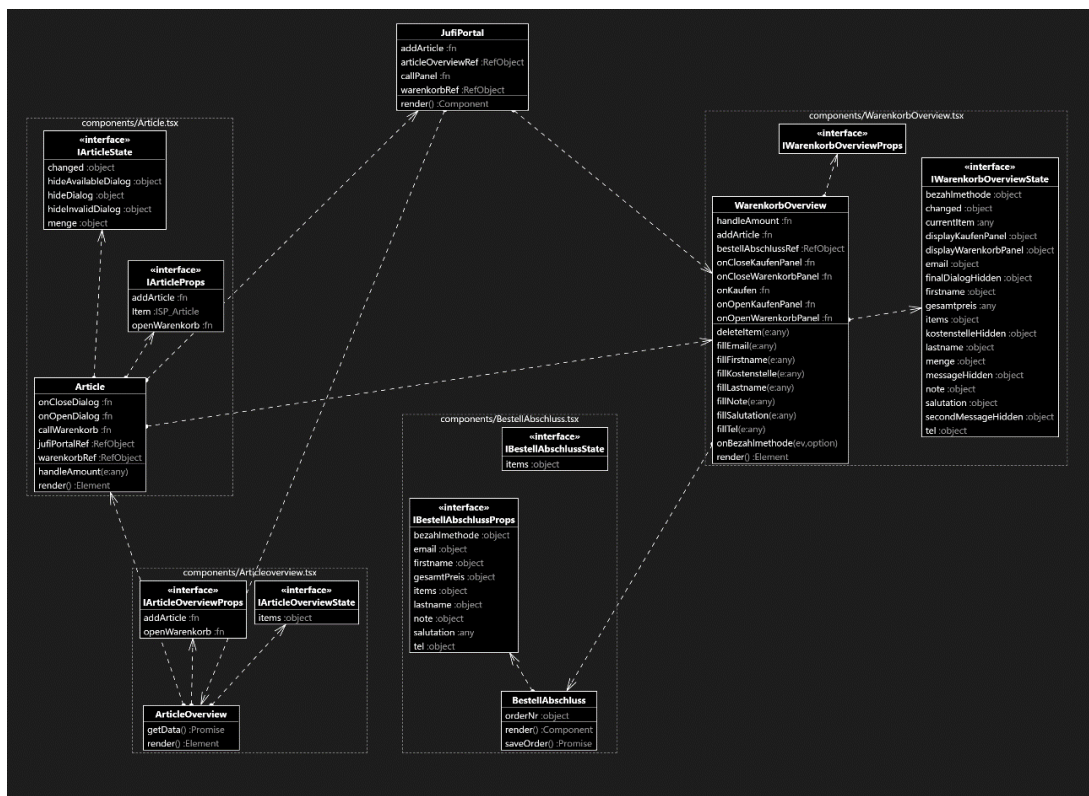 JufiPortal
addArticle :fn
articleOverviewRef :RefObject
callPanel :fn
warenkorbRef :RefObject
render() :Component
components/Article.tsx
«interface»
IArticleState
changed :object
hideAvailableDialog :object
hideDialog :object
hideInvalidDialog :object
menge :object
«interface»
IArticleProps
addArticle :fn
Item :ISP_Article
openWarenkorb :fn
Article
onCloseDialog :fn
onOpenDialog :fn
callWarenkorb :fn
jufiPortalRef :RefObject
warenkorbRef :RefObject
handleAmount(e:any)
render() :Element
components/WarenkorbOverview.tsx
«interface»
IWarenkorbOverviewProps
WarenkorbOverview
handleAmount :fn
addArticle :fn
bestellAbschlussRef :RefObject
onCloseKaufenPanel :fn
onCloseWarenkorbPanel :fn
onKaufen :fn
onOpenKaufenPanel :fn
onOpenWarenkorbPanel :fn
deleteItem(e:any)
fillEmail(e:any)
fillFirstname(e:any)
fillKostenstelle(e:any)
fillLastname(e:any)
fillNote(e:any)
fillSalutation(e:any)
fillTel(e:any)
onBezahlmethode(ev,option)
render() :Element
«interface»
IWarenkorbOverviewState
bezahlmethode :object
changed :object
currentItem :any
displayKaufenPanel :object
displayWarenkorbPanel :object
email :object
finalDialogHidden :object
firstname :object
gesamtpreis :any
items :object
kostenstelleHidden :object
lastname :object
menge :object
messageHidden :object
note :object
salutation :object
secondMessageHidden :object
tel :object
components/BestellAbschluss.tsx
«interface»
IBestellAbschlussState
items :object
«interface»
IBestellAbschlussProps
bezahlmethode :object
email :object
firstname :object
gesamtPreis :object
items :object
lastname :object
note :object
salutation :any
tel :object
BestellAbschluss
orderNr :object
render() :Component
saveOrder() :Promise
components/Articleoverview.tsx
«interface»
IArticleOverviewProps
addArticle :fn
openWarenkorb :fn
«interface»
IArticleOverviewState
items :object
ArticleOverview
getData() :Promise
render() :Element